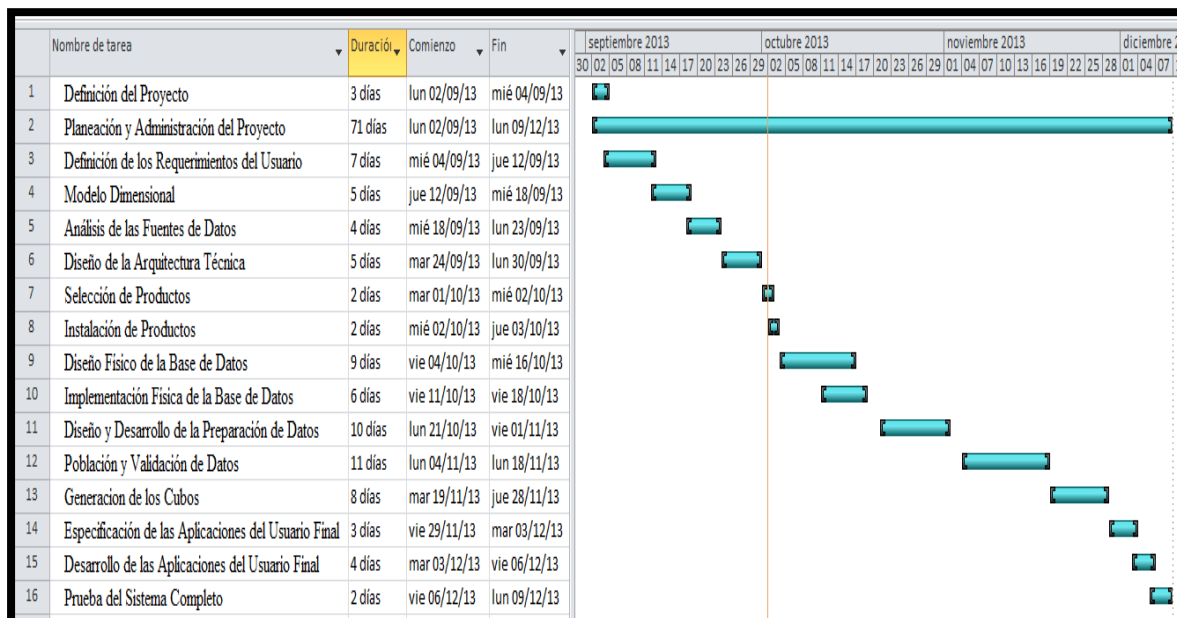 Nombre de tarea Duración Comienzo Fin septiembre 2013 octubre 2013 noviembre 2013 diciembre 2
30 02 05 08 11 14 17 20 23 26 29 02 05 08 11 14 17 20 23 26 29 01 04 07 10 13 16 19 22 25 28 01 04 07
1 Definición del Proyecto 3 días lun 02/09/13 mié 04/09/13
2 Planeación y Administración del Proyecto 71 días lun 02/09/13 lun 09/12/13
3 Definición de los Requerimientos del Usuario 7 días mié 04/09/13 jue 12/09/13
4 Modelo Dimensional 5 días jue 12/09/13 mié 18/09/13
5 Análisis de las Fuentes de Datos 4 días mié 18/09/13 lun 23/09/13
6 Diseño de la Arquitectura Técnica 5 días mar 24/09/13 lun 30/09/13
7 Selección de Productos 2 días mar 01/10/13 mié 02/10/13
8 Instalación de Productos 2 días mié 02/10/13 jue 03/10/13
9 Diseño Físico de la Base de Datos 9 días vie 04/10/13 mié 16/10/13
10 Implementación Física de la Base de Datos 6 días vie 11/10/13 vie 18/10/13
11 Diseño y Desarrollo de la Preparación de Datos 10 días lun 21/10/13 vie 01/11/13
12 Población y Validación de Datos 11 días lun 04/11/13 lun 18/11/13
13 Generacion de los Cubos 8 días mar 19/11/13 jue 28/11/13
14 Especificación de las Aplicaciones del Usuario Final 3 días vie 29/11/13 mar 03/12/13
15 Desarrollo de las Aplicaciones del Usuario Final 4 días mar 03/12/13 vie 06/12/13
16 Prueba del Sistema Completo 2 días vie 06/12/13 lun 09/12/13